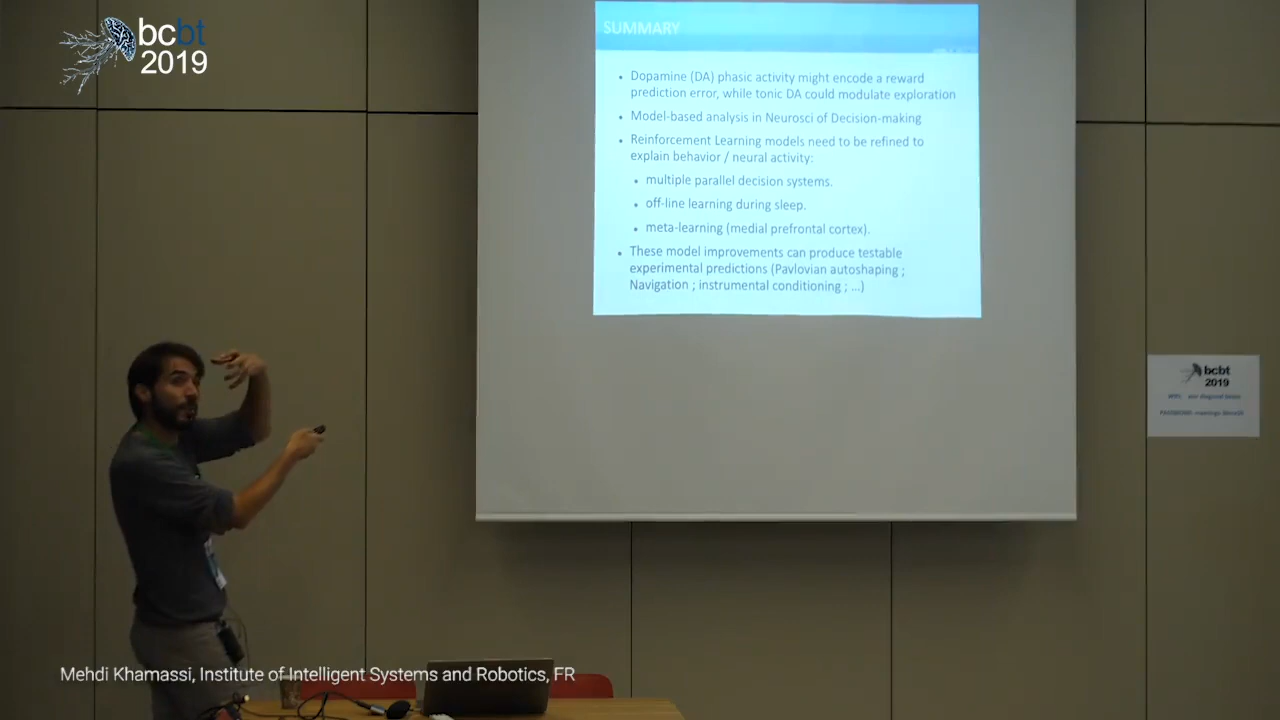 bcbt
2019
SUMMARY
• Dopamine (DA) phasic activity might encode a reward
prediction error, while tonic DA could modulate exploration
• Model-based analysis in Neurosci of Decision-making
• Reinforcement Learning models need to be refined to
explain behavior / neural activity:
• multiple parallel decision systems.
• off-line learning during sleep.
• meta-learning (medial prefrontal cortex).
• These model improvements can produce testable
experimental predictions (Pavlovian autoshaping ;
Navigation ; instrumental conditioning ; ...)
bcbt
2019
Mehdi Khamassi, Institute of Intelligent Systems and Robotics, FR